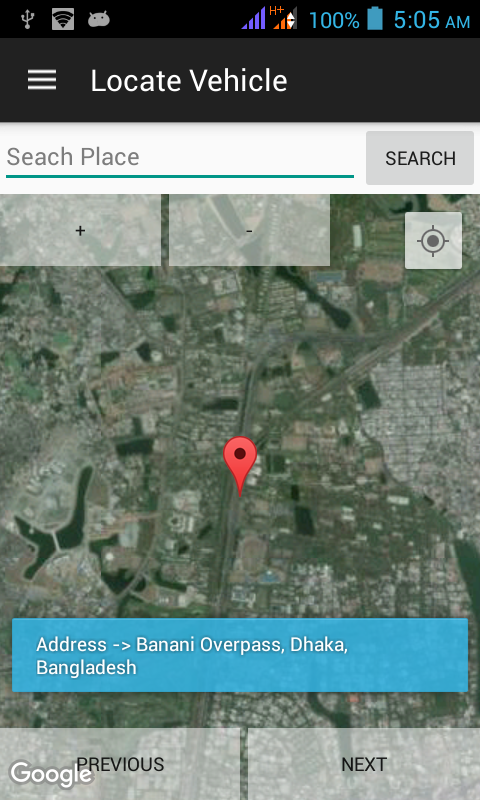 H+ 100% 5:05 AM
Locate Vehicle
Seach Place SEARCH
+ -
Address -> Banani Overpass, Dhaka,
Bangladesh
Google PREVIOUS NEXT